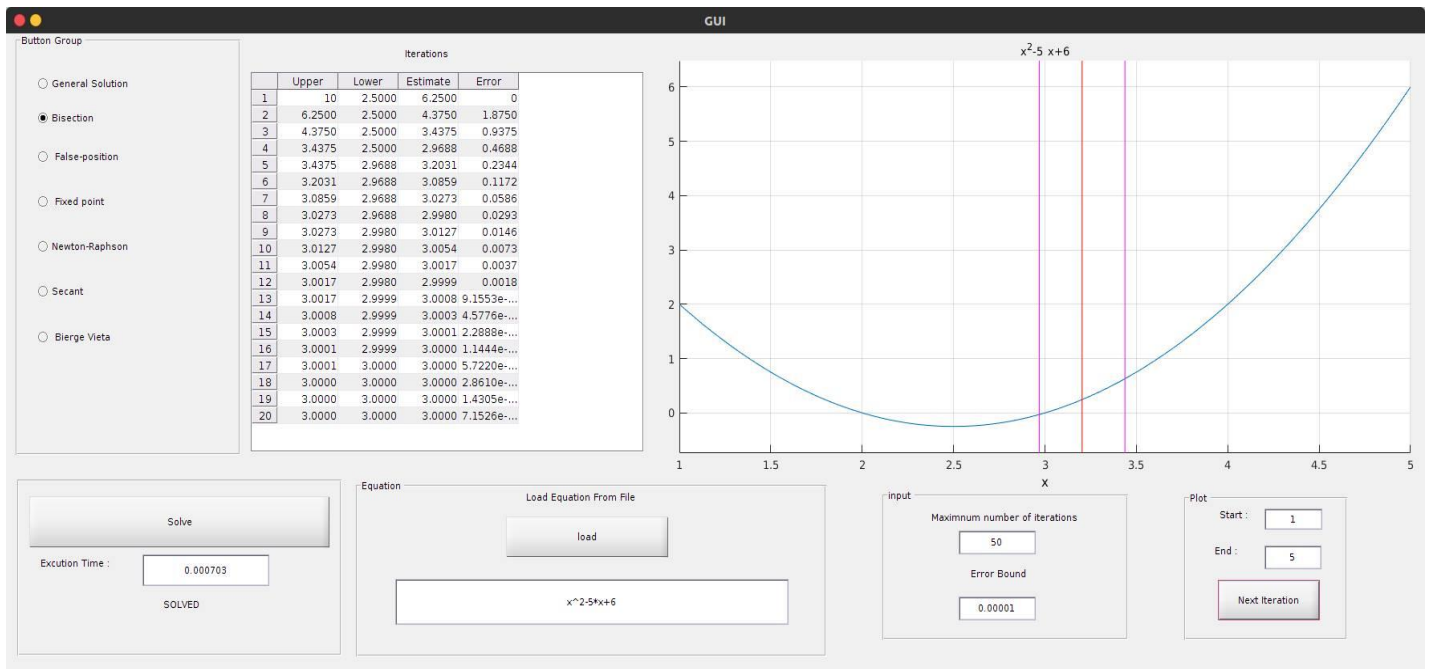 GUI
Button Group
General Solution
Bisection
False-position
Fixed point
Newton-Raphson
Secant
Bierge Vieta
Iterations
Upper Lower Estimate Error
1 10 2.5000 6.2500 0
2 6.2500 2.5000 4.3750 1.8750
3 4.3750 2.5000 3.4375 0.9375
4 3.4375 2.5000 2.9688 0.4688
5 3.4375 2.9688 3.2031 0.2344
6 3.2031 2.9688 3.0859 0.1172
7 3.0859 2.9688 3.0273 0.0586
8 3.0273 2.9688 2.9980 0.0293
9 3.0273 2.9980 3.0127 0.0146
10 3.0127 2.9980 3.0054 0.0073
11 3.0054 2.9980 3.0017 0.0037
12 3.0017 2.9980 2.9999 0.0018
13 3.0017 2.9999 3.0008 9.1553e-...
14 3.0008 2.9999 3.0003 4.5776e-...
15 3.0003 2.9999 3.0001 2.2888e-...
16 3.0001 2.9999 3.0000 1.1444e-...
17 3.0001 3.0000 3.0000 5.7220e-...
18 3.0000 3.0000 3.0000 2.8610e-...
19 3.0000 3.0000 3.0000 1.4305e-...
20 3.0000 3.0000 3.0000 7.1526e-...
x²-5 x+6
6
5
4
3
2
1
0
1 1.5 2 2.5 3 3.5 4 4.5 5
x
Solve
Excution Time :
0.000703
SOLVED
Equation
Load Equation From File
load
x^2-5*x+6
input
Maximnum number of iterations
50
Error Bound
0.00001
Plot
Start : 1
End : 5
Next Iteration